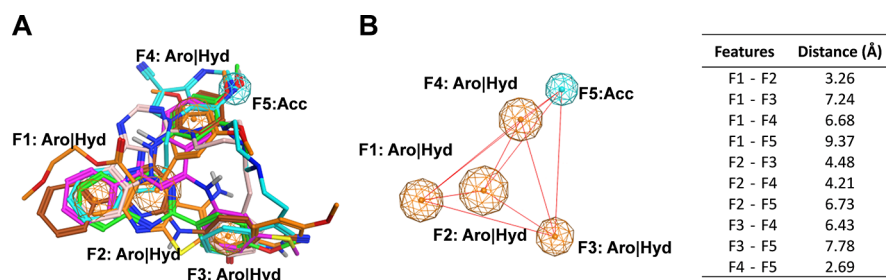 A
F4: Aro|Hyd
F5:Acc
F1: Aro|Hyd
F2: Aro|Hyd
F3: Aro|Hyd
B
F4: Aro|Hyd
F5:Acc
F1: Aro|Hyd
F2: Aro|Hyd
F3: Aro|Hyd
Features Distance (Å)
F1 - F2 3.26
F1 - F3 7.24
F1 - F4 6.68
F1 - F5 9.37
F2 - F3 4.48
F2 - F4 4.21
F2 - F5 6.73
F3 - F4 6.43
F3 - F5 7.78
F4 - F5 2.69